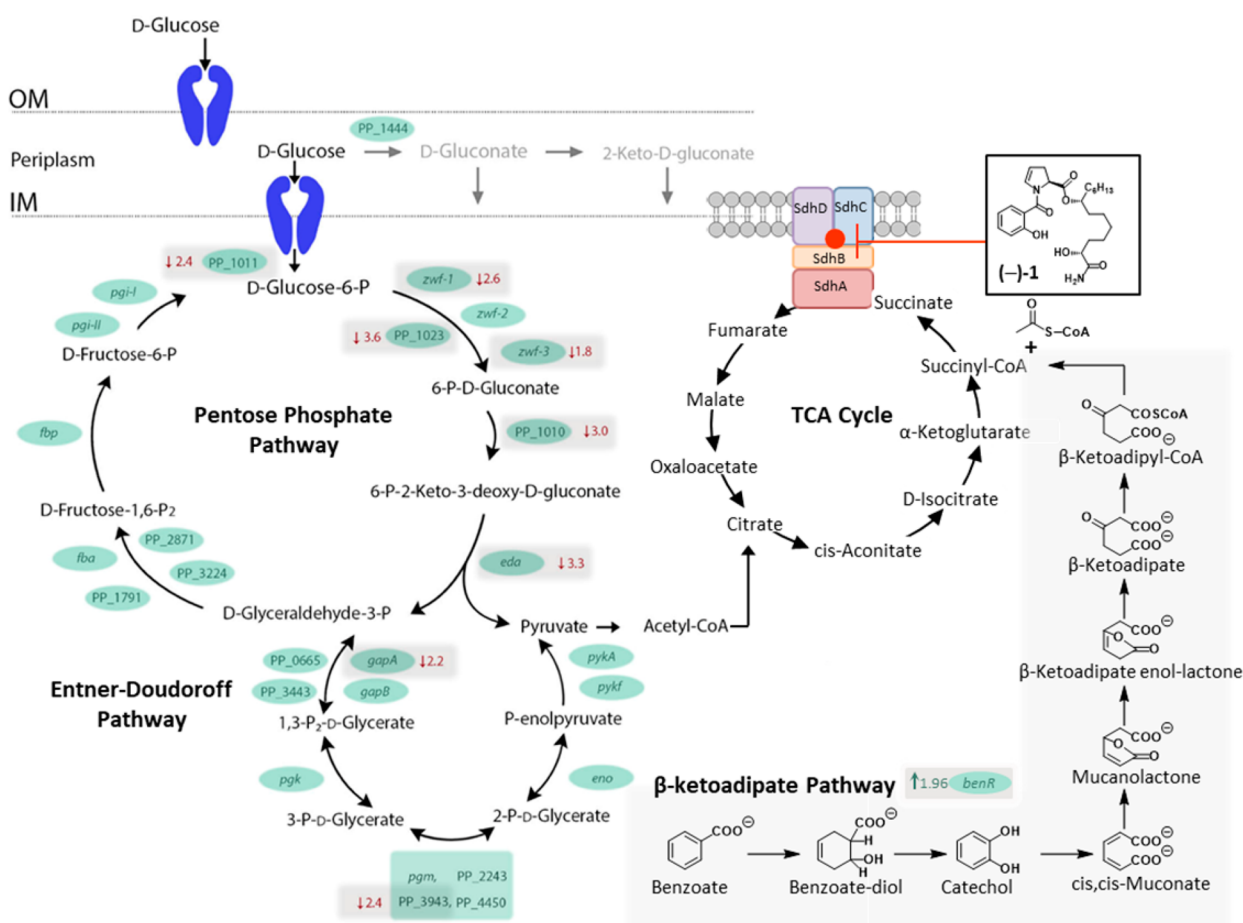 D-Glucose
OM
PP_1444
Periplasm
D-Glucose
D-Gluconate
2-Keto-D-gluconate
IM
SdhD
SdhC
SdhB
SdhA
C₆H₁₃
N
O
O
O
OH
HO
O
H₂N
(–)-1
↓ 2.4 PP_1011
D-Glucose-6-P
zwf-1 ↓2.6
pgi-I
zwf-2
pgi-II
↓ 3.6 PP_1023
zwf-3 ↓1.8
D-Fructose-6-P
6-P-D-Gluconate
Succinate
O
S–CoA
+
Fumarate
Succinyl-CoA
Malate
Pentose Phosphate
Pathway
TCA Cycle
fbp
PP_1010 ↓3.0
α-Ketoglutarate
O
COSCoA
COO⊖
β-Ketoadipyl-CoA
Oxaloacetate
6-P-2-Keto-3-deoxy-D-gluconate
D-Isocitrate
D-Fructose-1,6-P2
Citrate
cis-Aconitate
O
COO⊖
COO⊖
β-Ketoadipate
PP_2871
fba
PP_3224
PP_1791
eda ↓ 3.3
D-Glyceraldehyde-3-P
Pyruvate
Acetyl-CoA
COO⊖
O
O
β-Ketoadipate enol-lactone
PP_0665
gapA ↓2.2
PP_3443
gapB
pykA
pykf
Entner-Doudoroff
Pathway
1,3-P₂-D-Glycerate
P-enolpyruvate
COO⊖
O
O
Mucanolactone
pgk
eno
β-ketoadipate Pathway
↑1.96 benR
3-P-D-Glycerate
2-P-D-Glycerate
COO⊖
Benzoate
COO⊖
H
OH
H
Benzoate-diol
OH
OH
Catechol
COO⊖
COO⊖
cis,cis-Muconate
pgm, PP_2243
↓2.4 PP_3943, PP_4450